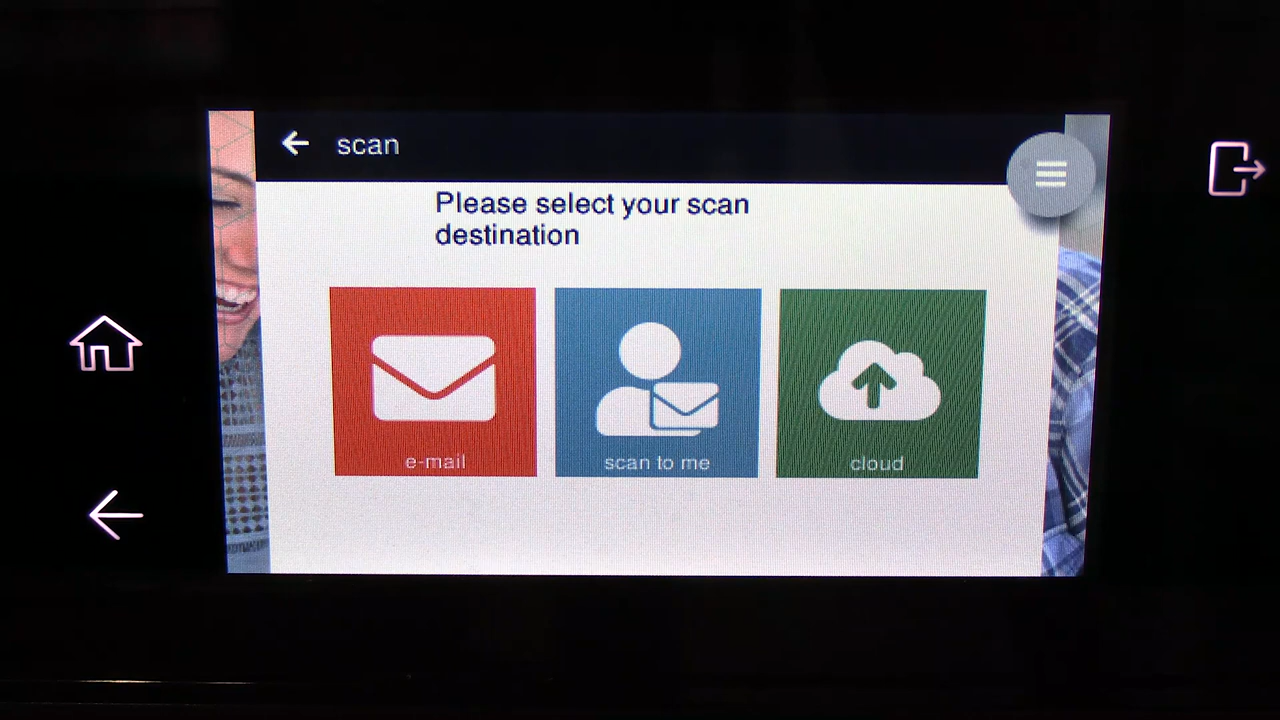 scan
Please select your scan
destination
e-mail
scan to me
cloud